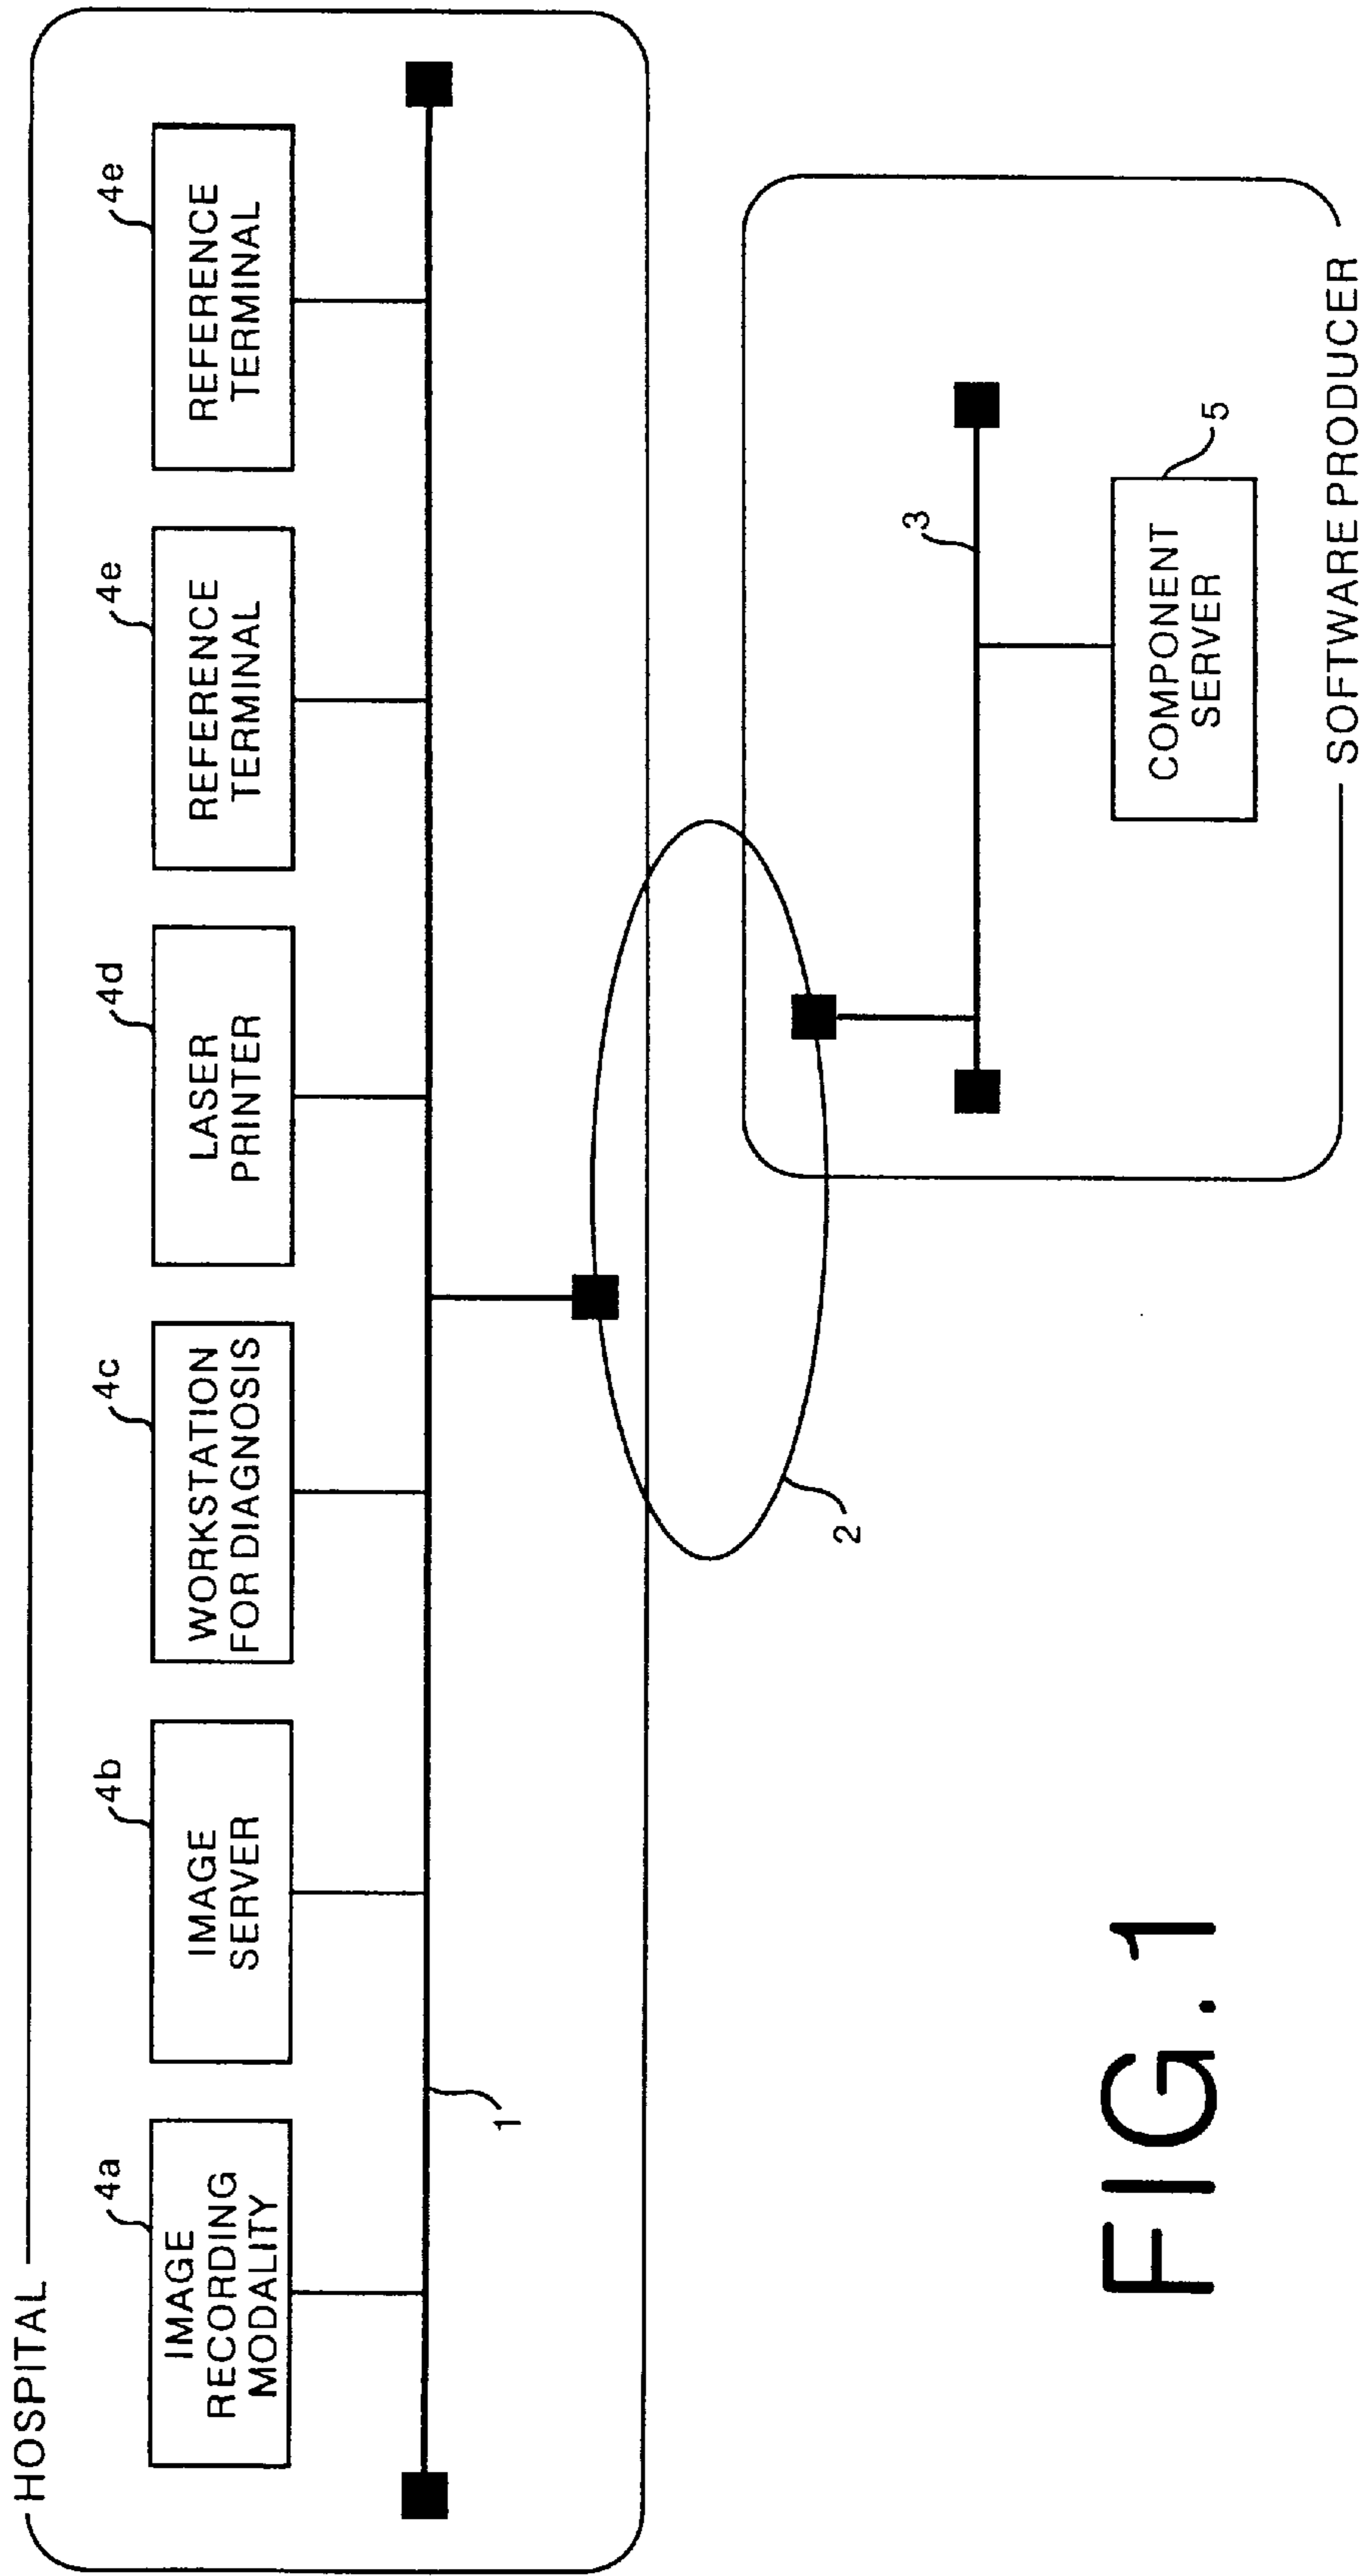 HOSPITAL
4a
IMAGE
RECORDING
MODALITY
4b
IMAGE
SERVER
4c
WORKSTATION
FOR DIAGNOSIS
4d
LASER
PRINTER
4e
REFERENCE
TERMINAL
4e
REFERENCE
TERMINAL
1
2
3
5
COMPONENT
SERVER
SOFTWARE PRODUCER
FIG.1